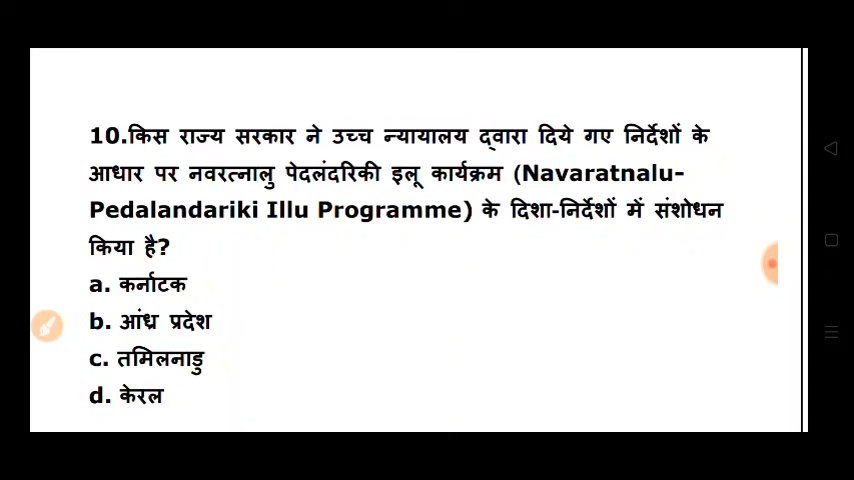 10.किस राज्य सरकार ने उच्च न्यायालय द्वारा दिये गए निर्देशों के
आधार पर नवरत्नालु पेदलंदरिकी इलू कार्यक्रम (Navaratnalu-
Pedalandariki Illu Programme) के दिशा-निर्देशों में संशोधन
किया है?
a. कर्नाटक
b. आंध्र प्रदेश
c. तमिलनाडु
d. केरल